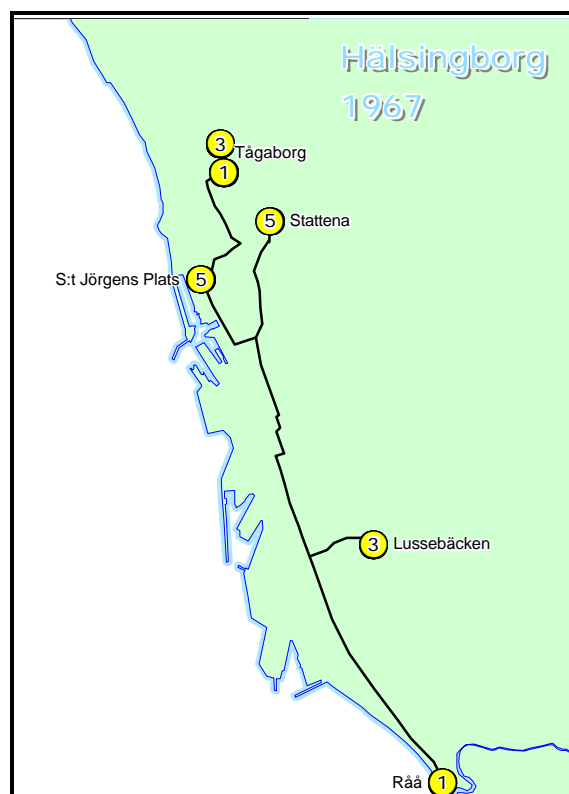 Hälsingborg
1967
3
Tågaborg
1
5 Stattena
S:t Jörgens Plats 5
3 Lussebäcken
Råå 1